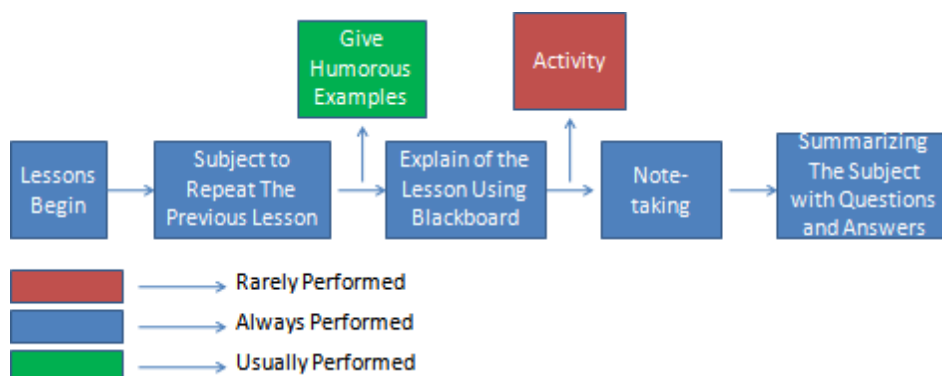 Give
Humorous
Examples
Activity
Lessons
Begin
Subject to
Repeat The
Previous Lesson
Explain of the
Lesson Using
Blackboard
Note-
taking
Summarizing
The Subject
with Questions
and Answers
Rarely Performed
Always Performed
Usually Performed